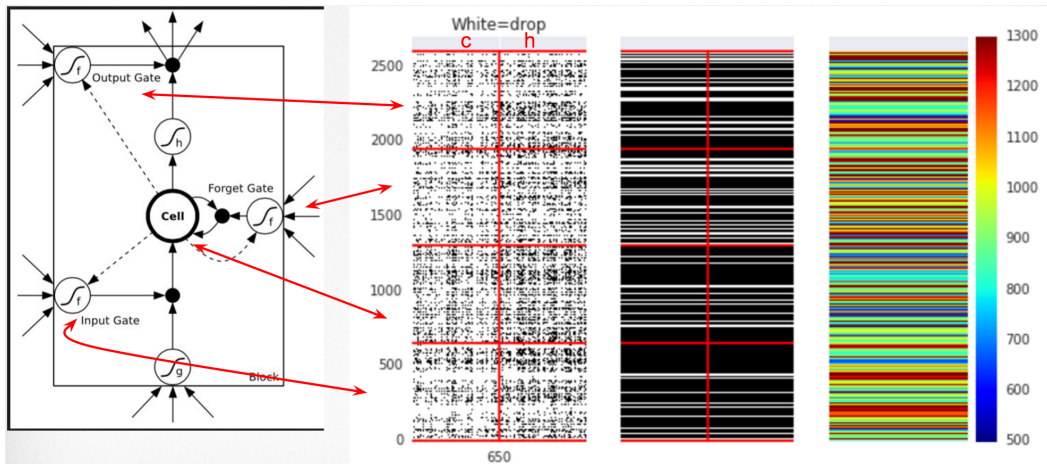 White=drop
c h
f
Output Gate
h
Forget Gate
Cell
f
f
Input Gate
g
Block
2500
2000
1500
1000
500
0
650
1300
1200
1100
1000
900
800
700
600
500